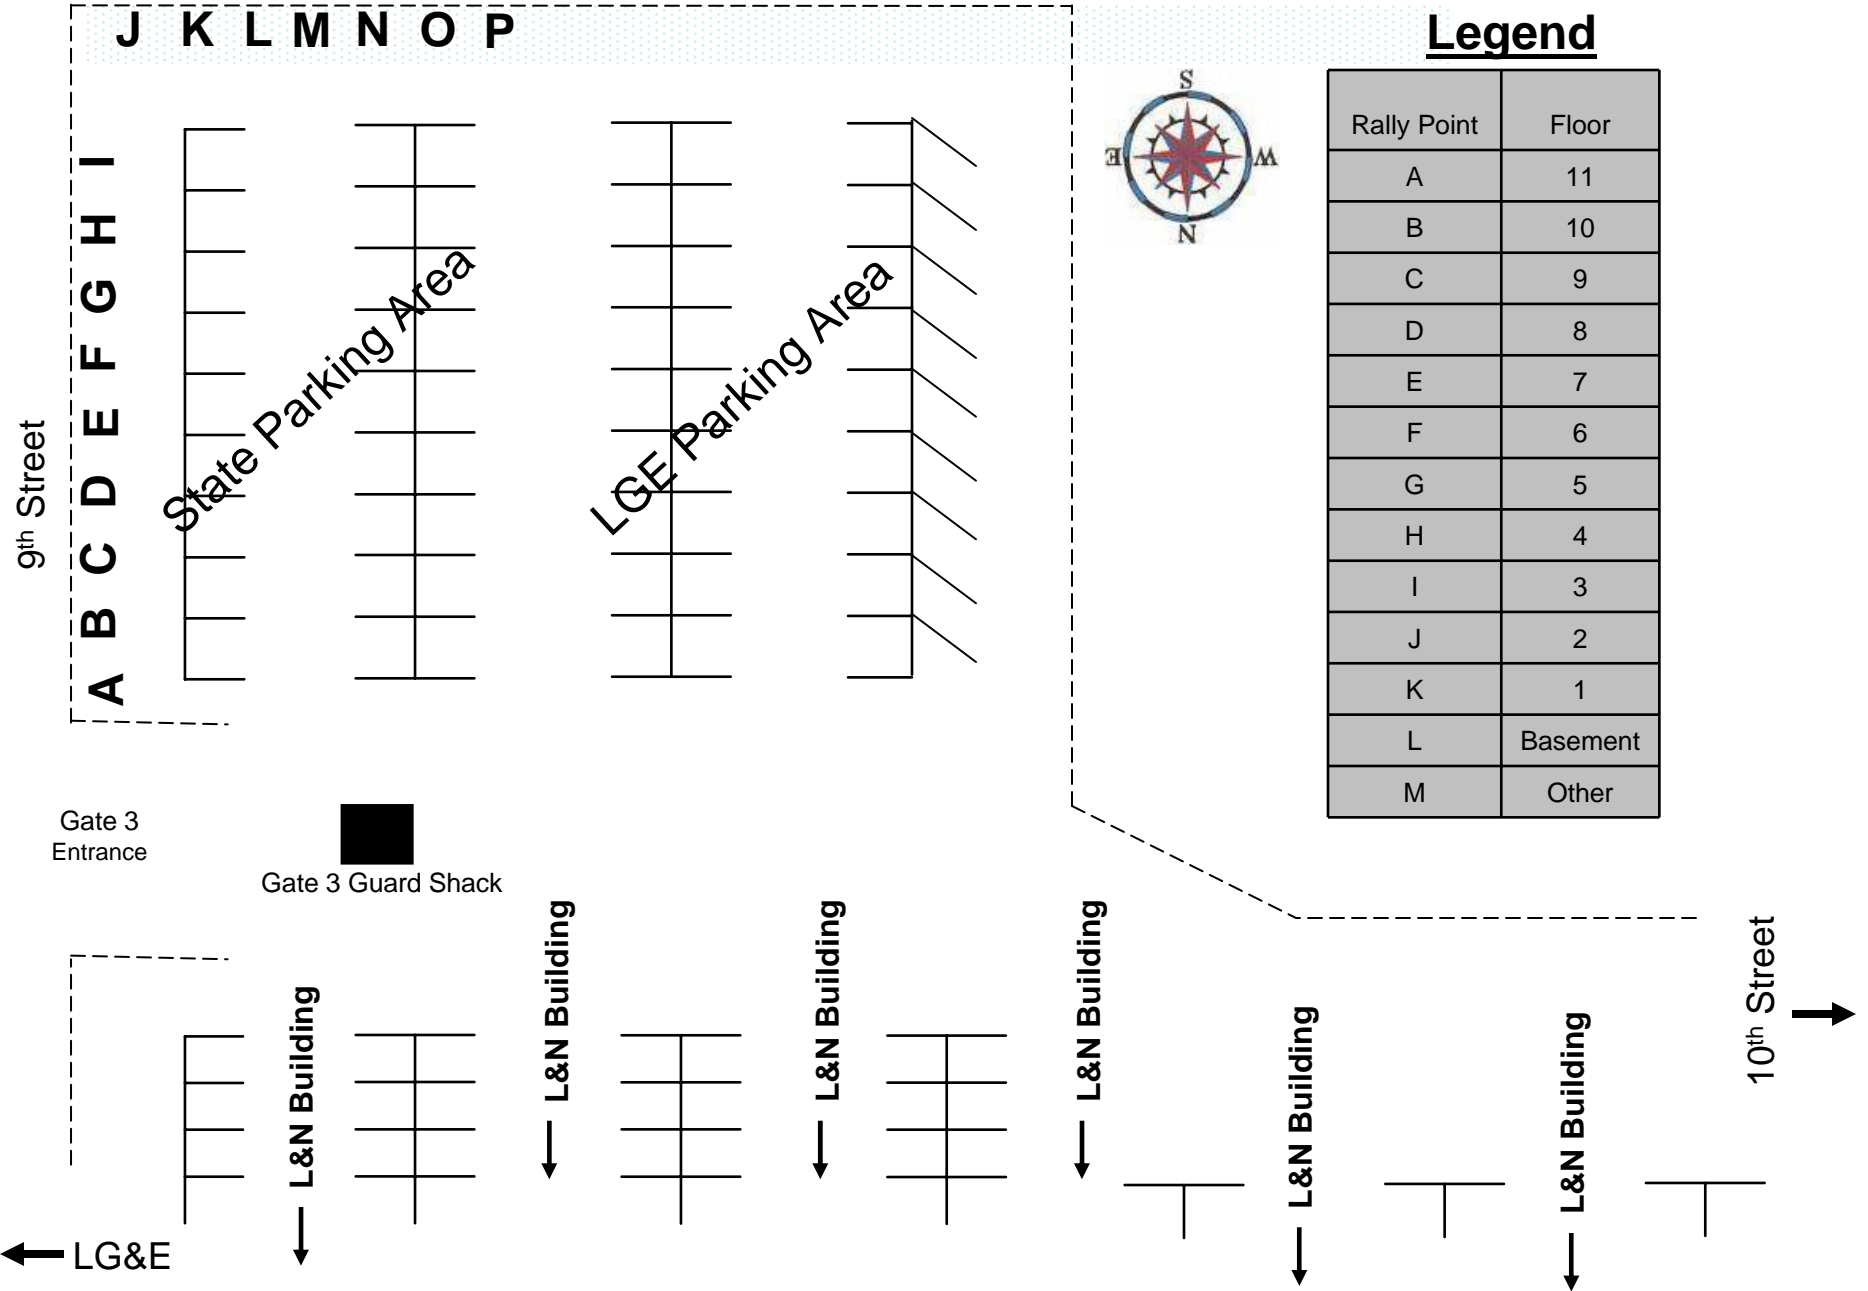 J K L M N O P
Legend
S
E W
N
Rally Point Floor
A 11
B 10
C 9
D 8
E 7
F 6
G 5
H 4
I 3
J 2
K 1
L Basement
M Other
A B C D E F G H I
9th Street
State Parking Area
LGE Parking Area
Gate 3
Entrance
Gate 3 Guard Shack
L&N Building
L&N Building
L&N Building
L&N Building
L&N Building
L&N Building
10th Street
LG&E